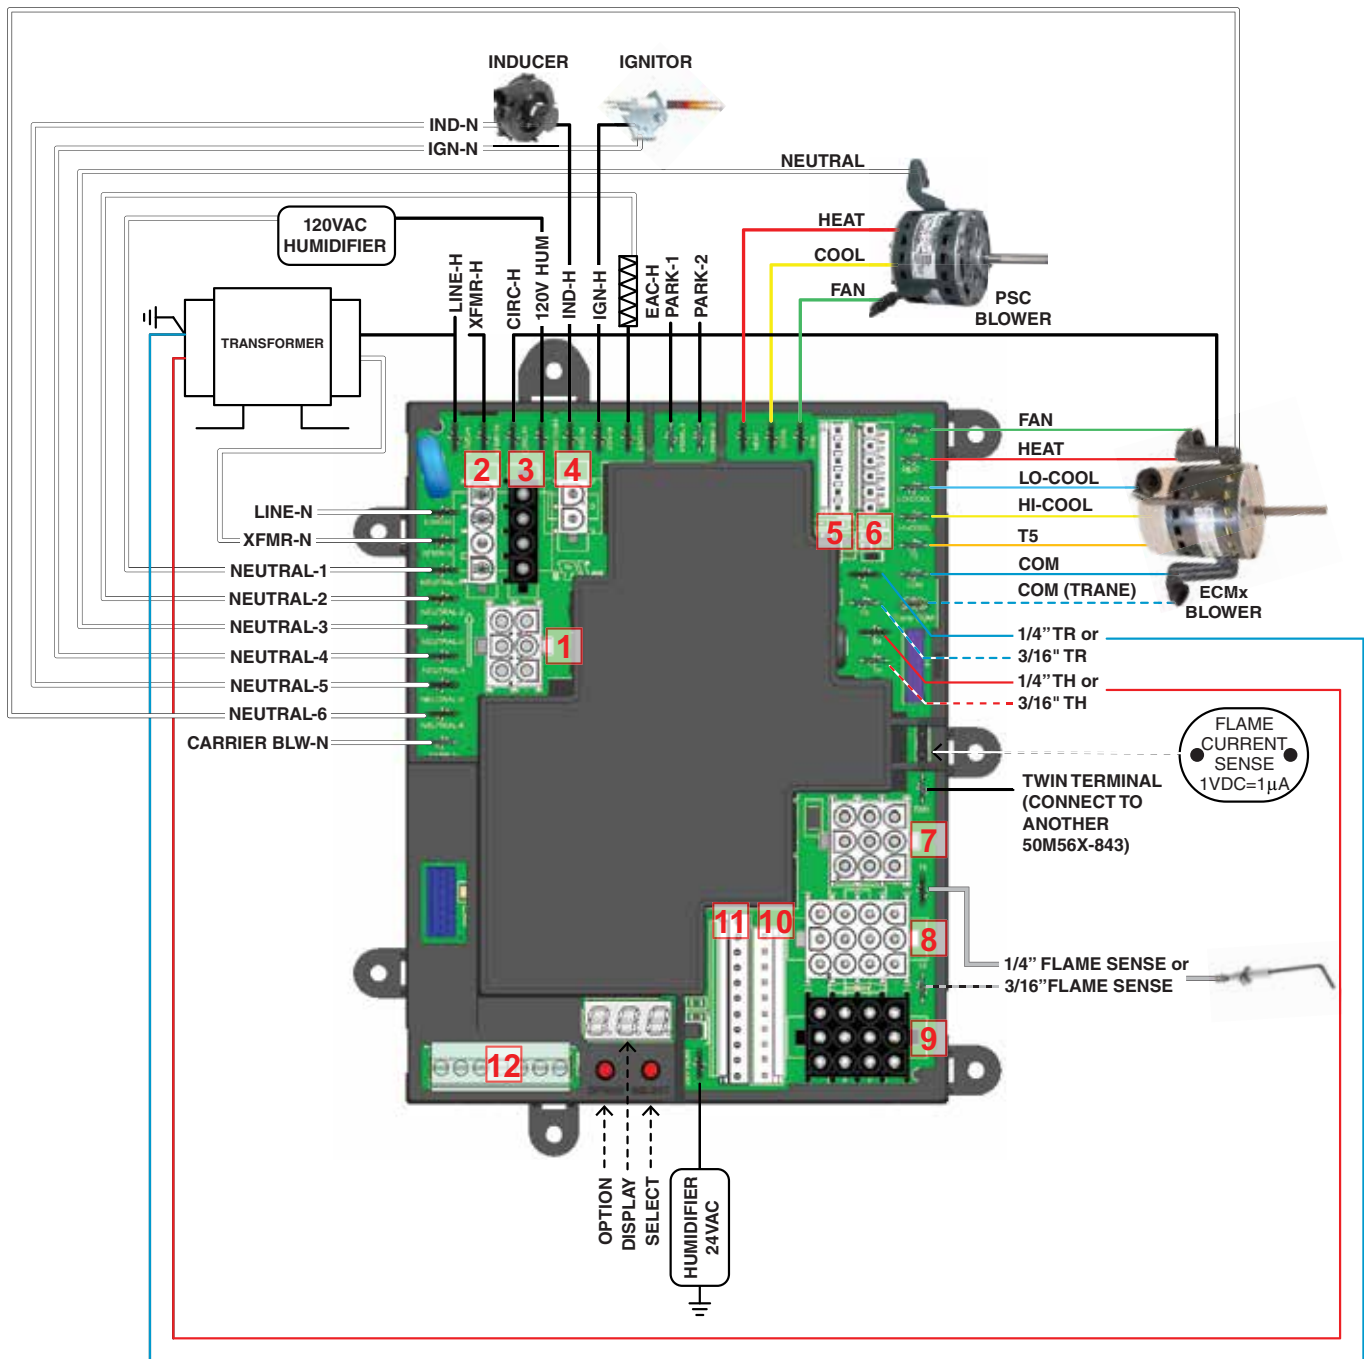 INDUCER
IGNITOR
IND-N
IGN-N
NEUTRAL
120VAC
HUMIDIFIER
HEAT
COOL
FAN
PSC
BLOWER
LINE-H
XFMR-H
CIRC-H
120V HUM
IND-H
IGN-H
EAC-H
PARK-1
PARK-2
TRANSFORMER
FAN
HEAT
LO-COOL
HI-COOL
T5
COM
COM (TRANE)
ECMx
BLOWER
2
3
4
5
6
1
LINE-N
XFMR-N
NEUTRAL-1
NEUTRAL-2
NEUTRAL-3
NEUTRAL-4
NEUTRAL-5
NEUTRAL-6
CARRIER BLW-N
1/4” TR or
3/16" TR
1/4” TH or
3/16" TH
FLAME
CURRENT
SENSE
1VDC=1µA
TWIN TERMINAL
(CONNECT TO
ANOTHER
50M56X-843)
7
8
9
11
10
12
1/4” FLAME SENSE or
3/16”FLAME SENSE
OPTION
DISPLAY
SELECT
HUMIDIFIER
24VAC